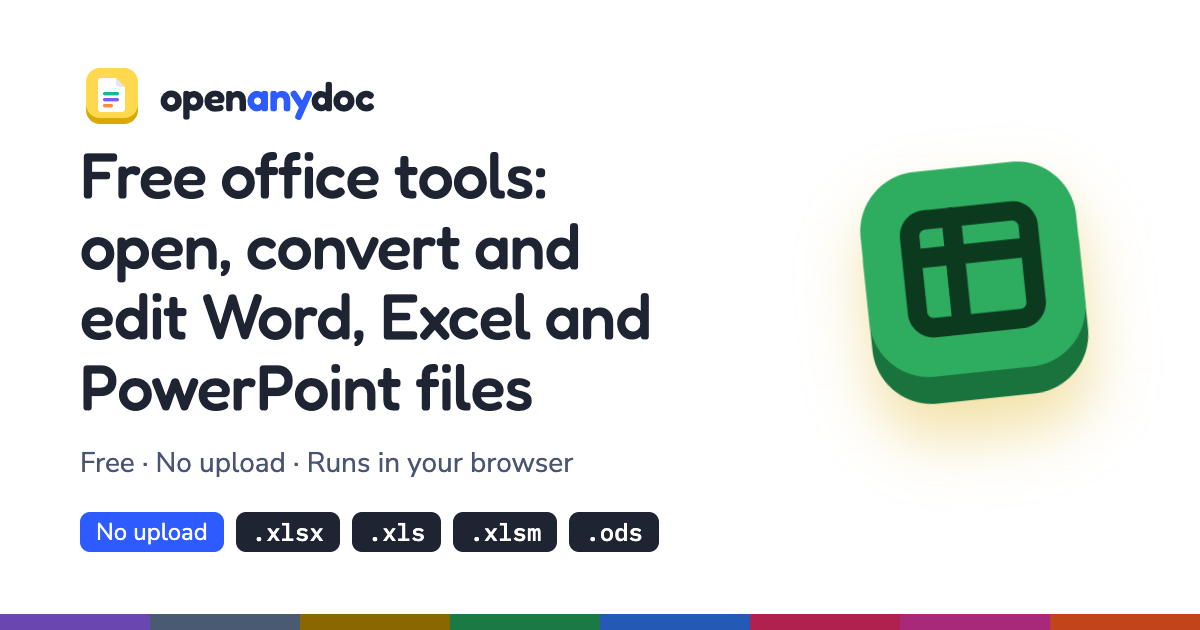 openanydoc
Free office tools:
open, convert and
edit Word, Excel and
PowerPoint files
Free · No upload · Runs in your browser
No upload .xlsx .xls .xlsm .ods